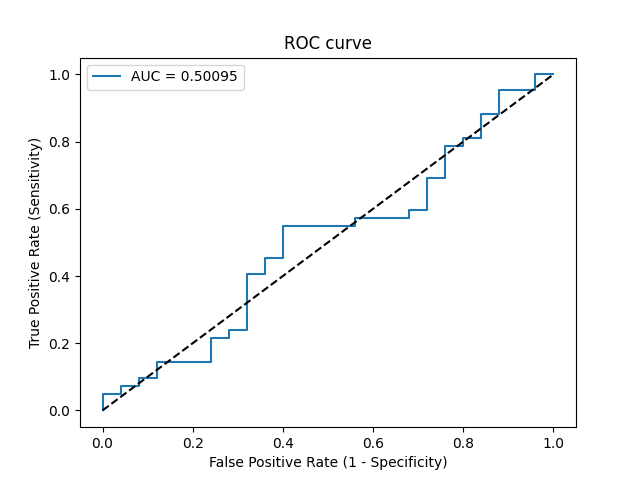 ROC curve
AUC = 0.50095
True Positive Rate (Sensitivity)
1.0
0.8
0.6
0.4
0.2
0.0
0.0 0.2 0.4 0.6 0.8 1.0
False Positive Rate (1 - Specificity)